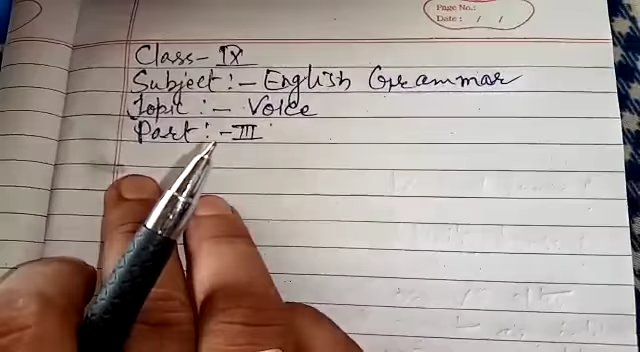 Page No.:
Date: / /
Class - IX
Subject :- English Grammar
Topic :- Voice
Part :- III